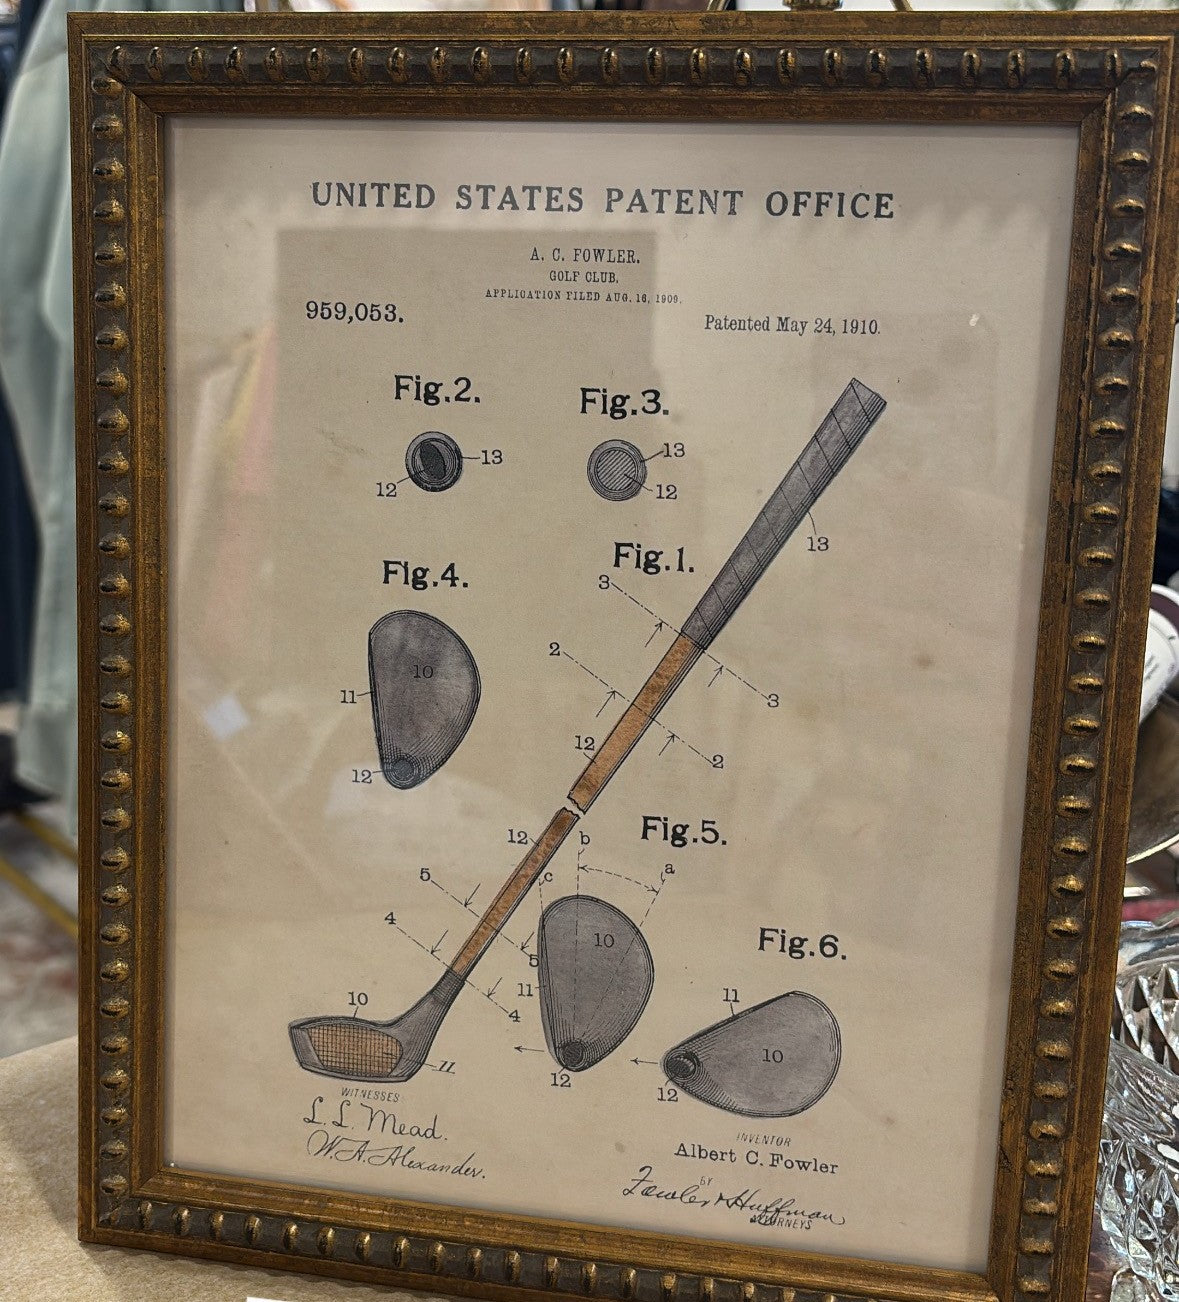 UNITED STATES PATENT OFFICE
A. C. FOWLER.
GOLF CLUB.
APPLICATION FILED AUG. 16, 1909.
959,053.
Patented May 24, 1910.
Fig.2.
Fig.3.
13
12
13
12
13
Fig.1.
Fig.4.
3
2
10
11
3
12
2
12
12
b
Fig.5.
a
5
c
4
10
Fig.6.
5
11
4
11
10
10
12
11
12
WITNESSES:
L. L. Mead.
W. A. Alexander.
INVENTOR
Albert C. Fowler
BY
Fowler & Huffman
ATTORNEYS